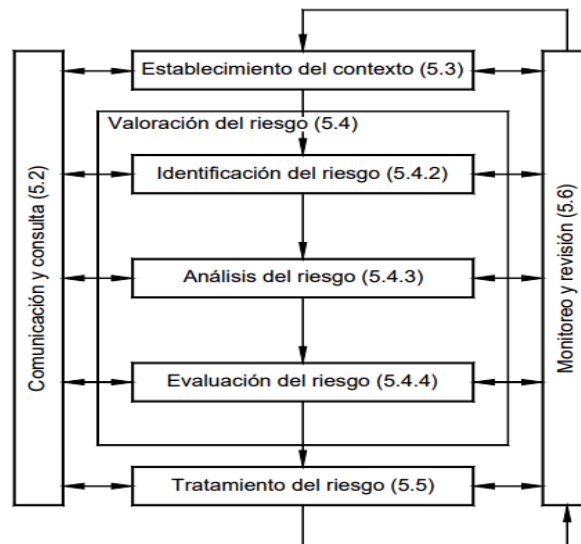 Establecimiento del contexto (5.3)
Valoración del riesgo (5.4)
Identificación del riesgo (5.4.2)
Análisis del riesgo (5.4.3)
Evaluación del riesgo (5.4.4)
Tratamiento del riesgo (5.5)
Comunicación y consulta (5.2)
Monitoreo y revisión (5.6)